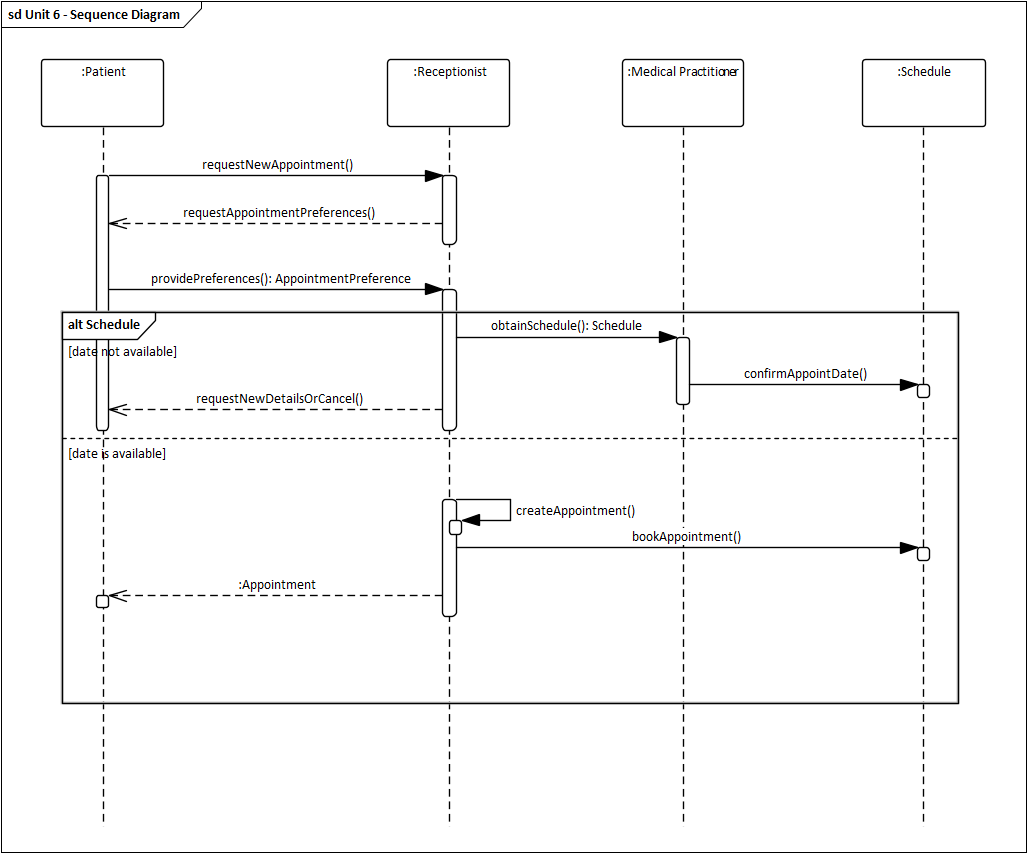 sd Unit 6 - Sequence Diagram
:Patient
:Receptionist
:Medical Practitioner
:Schedule
requestNewAppointment()
requestAppointmentPreferences()
providePreferences(): AppointmentPreference
alt Schedule
obtainSchedule(): Schedule
[date not available]
confirmAppointDate()
requestNewDetailsOrCancel()
[date is available]
createAppointment()
bookAppointment()
:Appointment